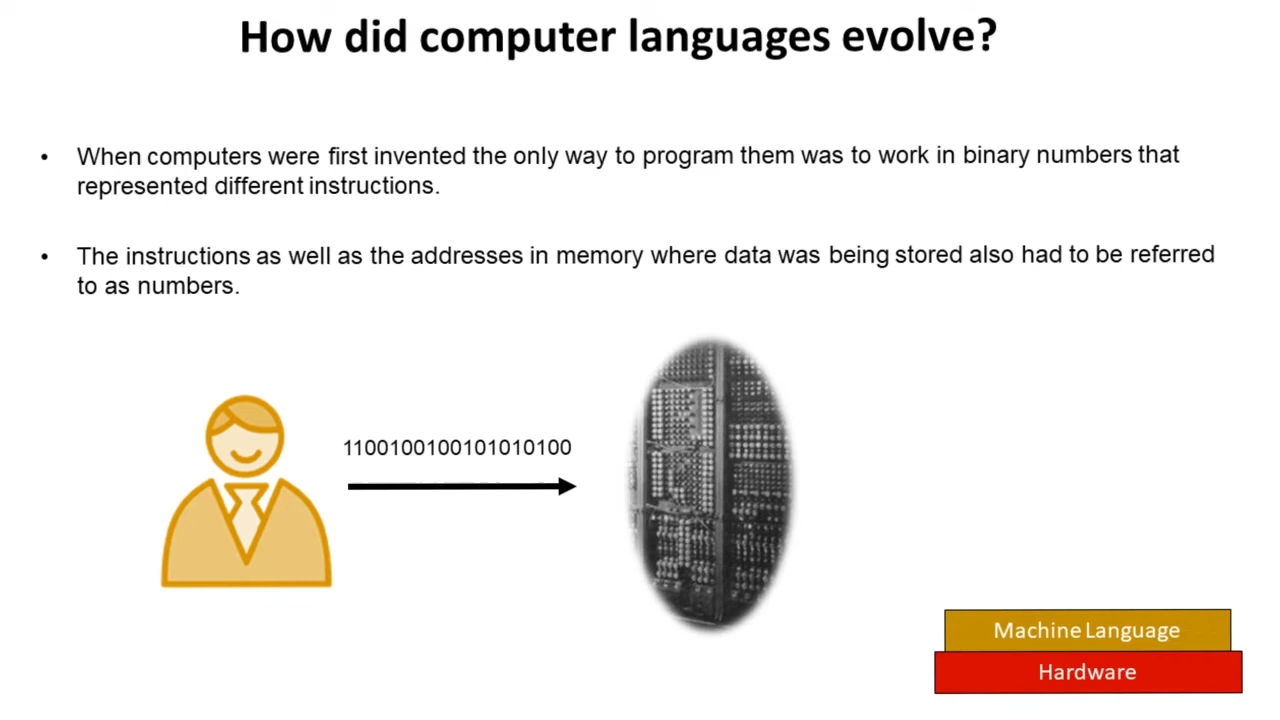 How did computer languages evolve?
• When computers were first invented the only way to program them was to work in binary numbers that
represented different instructions.
• The instructions as well as the addresses in memory where data was being stored also had to be referred
to as numbers.
1100100100101010100
Machine Language
Hardware